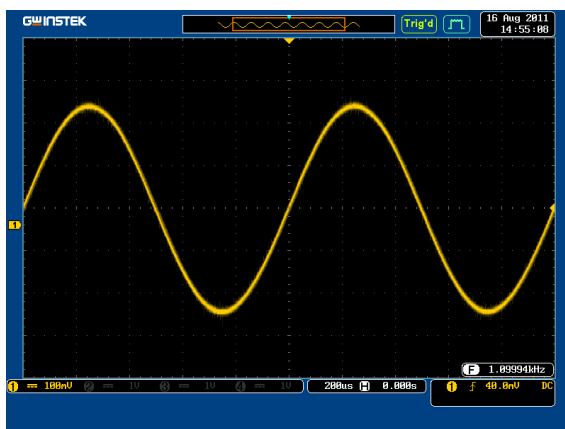 GWINSTEK
Trig'd
16 Aug 2011
14:55:08
1
F 1.09994kHz
1 100mV 2 1V 3 1V 4 1V
200us H 0.000s
1 40.0mV DC